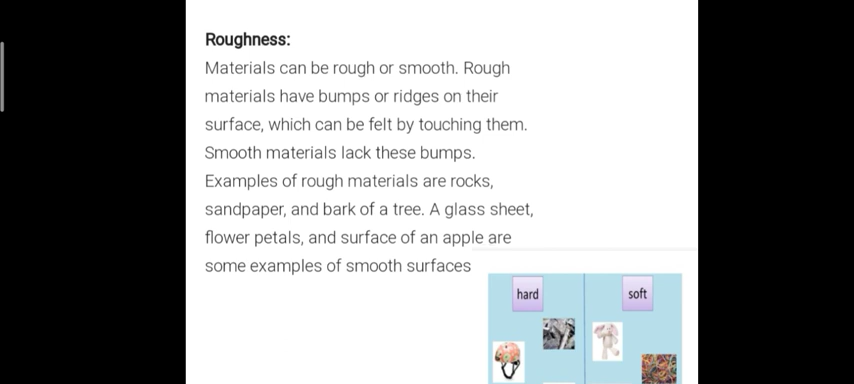 Roughness:
Materials can be rough or smooth. Rough
materials have bumps or ridges on their
surface, which can be felt by touching them.
Smooth materials lack these bumps.
Examples of rough materials are rocks,
sandpaper, and bark of a tree. A glass sheet,
flower petals, and surface of an apple are
some examples of smooth surfaces
hard
soft